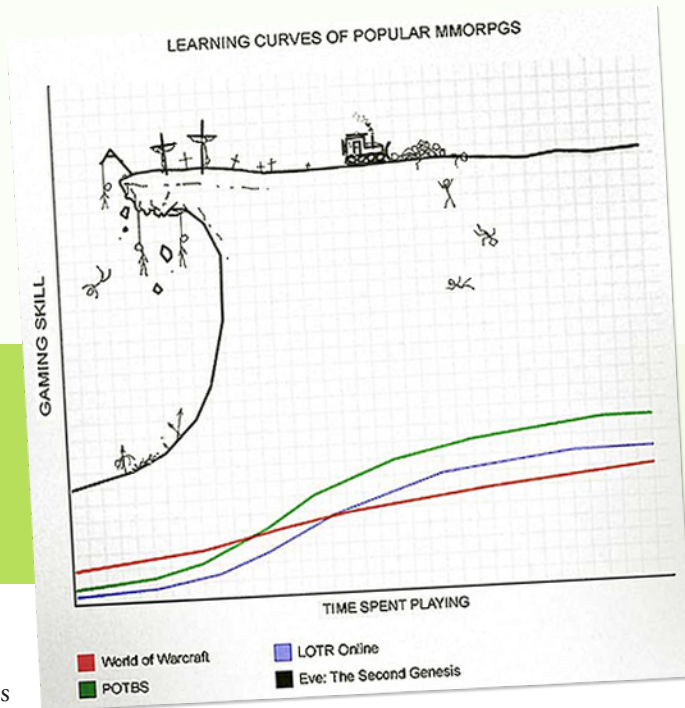 LEARNING CURVES OF POPULAR MMORPGS
GAMING SKILL
TIME SPENT PLAYING
World of Warcraft
LOTR Online
POTBS
Eve: The Second Genesis
s